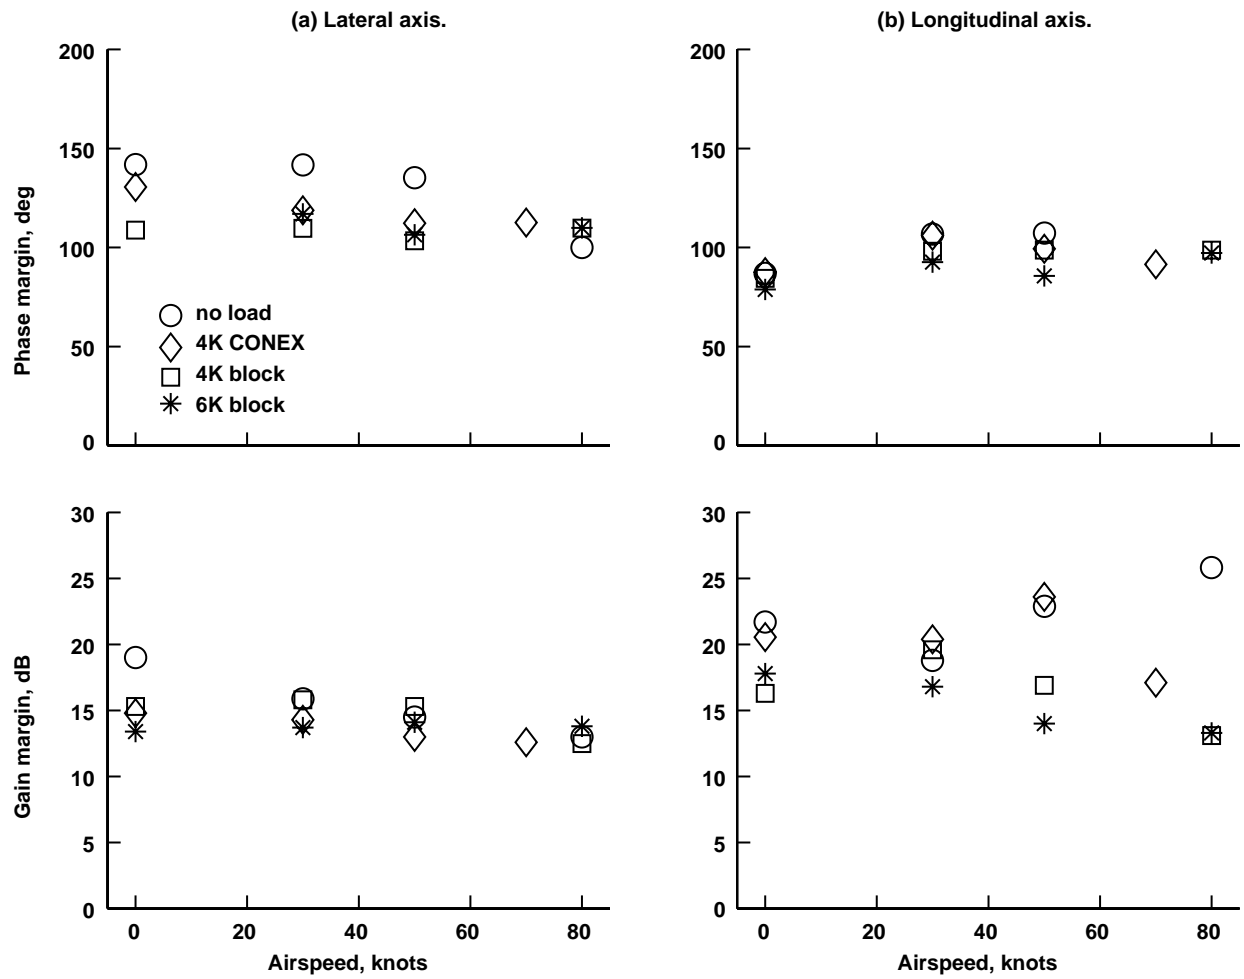 (a) Lateral axis.
(b) Longitudinal axis.
Phase margin, deg
200
150
100
50
0
no load
4K CONEX
4K block
6K block
200
150
100
50
0
Gain margin, dB
30
25
20
15
10
5
0
0 20 40 60 80
Airspeed, knots
30
25
20
15
10
5
0
0 20 40 60 80
Airspeed, knots